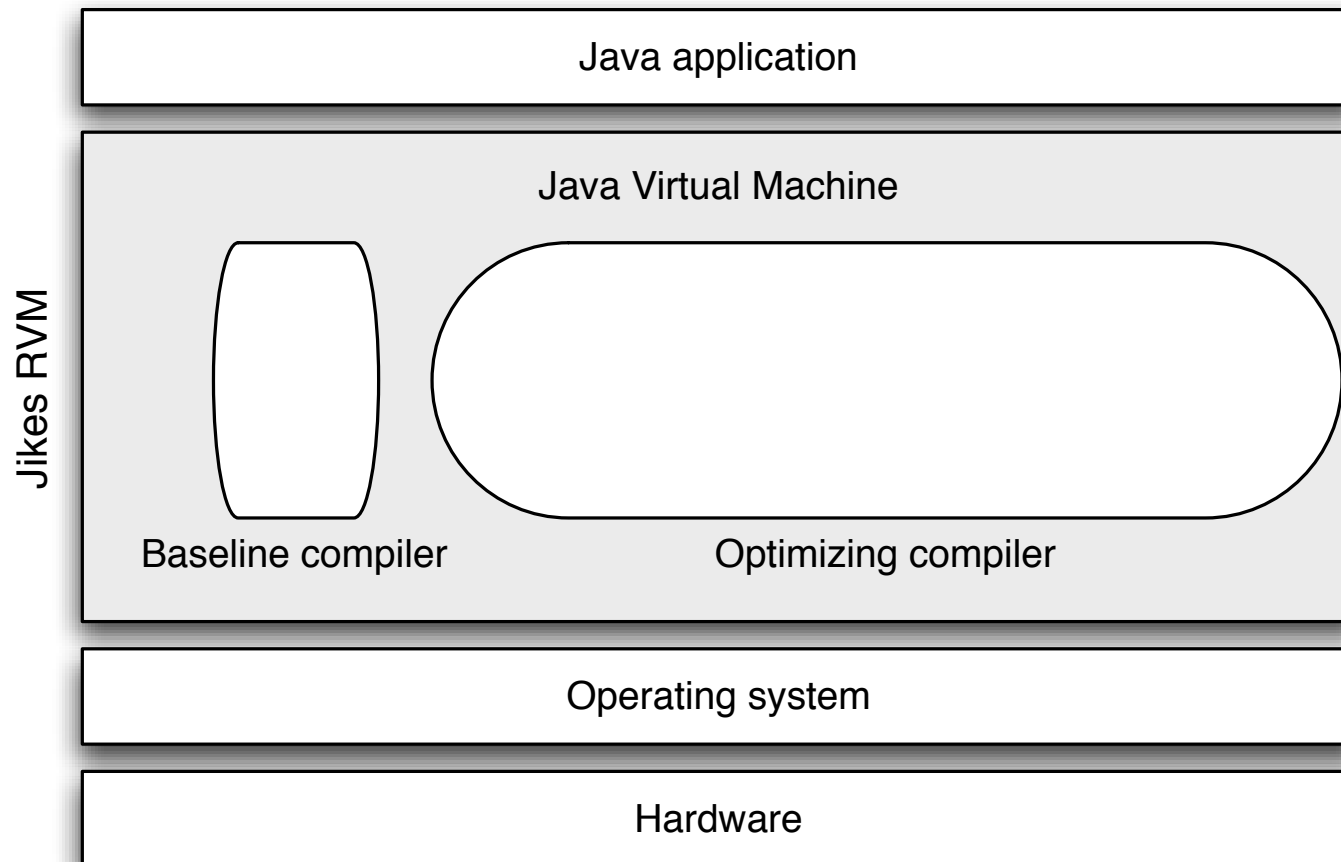 Java application
Java Virtual Machine
Jikes RVM
Baseline compiler
Optimizing compiler
Operating system
Hardware